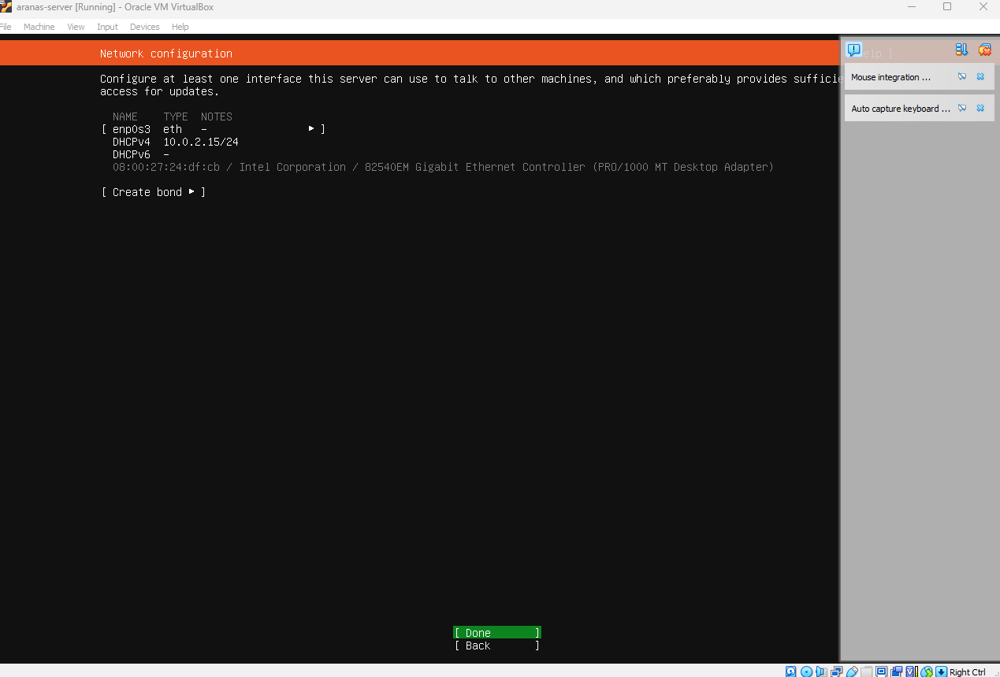 aranas-server [Running] - Oracle VM VirtualBox
File Machine View Input Devices Help
Network configuration
elp ]
Configure at least one interface this server can use to talk to other machines, and which preferably provides sufficie
access for updates.
NAME TYPE NOTES
[ enp0s3 eth - ▸ ]
DHCPv4 10.0.2.15/24
DHCPv6 -
08:00:27:24:df:cb / Intel Corporation / 82540EM Gigabit Ethernet Controller (PRO/1000 MT Desktop Adapter)
[ Create bond ▸ ]
Mouse integration ...
Auto capture keyboard ...
[ Done ]
[ Back ]
Right Ctrl